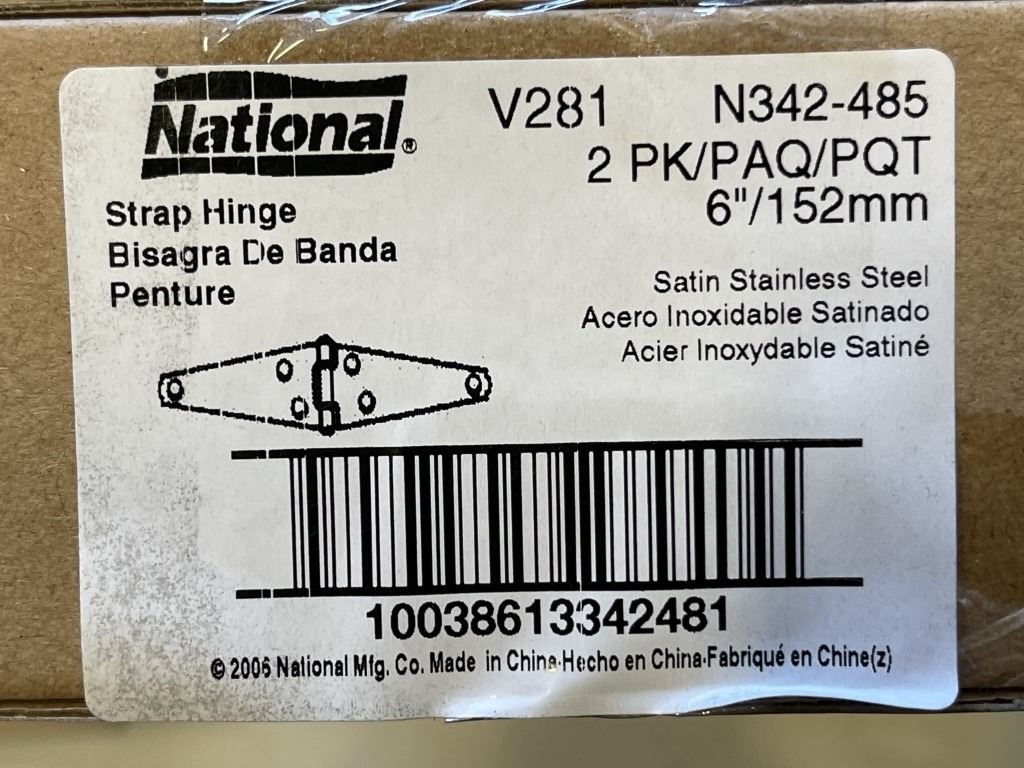 National®
V281 N342-485
2 PK/PAQ/PQT
6"/152mm
Strap Hinge
Bisagra De Banda
Penture
Satin Stainless Steel
Acero Inoxidable Satinado
Acier Inoxydable Satiné
10038613342481
© 2006 National Mfg. Co. Made in China·Hecho en China·Fabriqué en Chine(z)